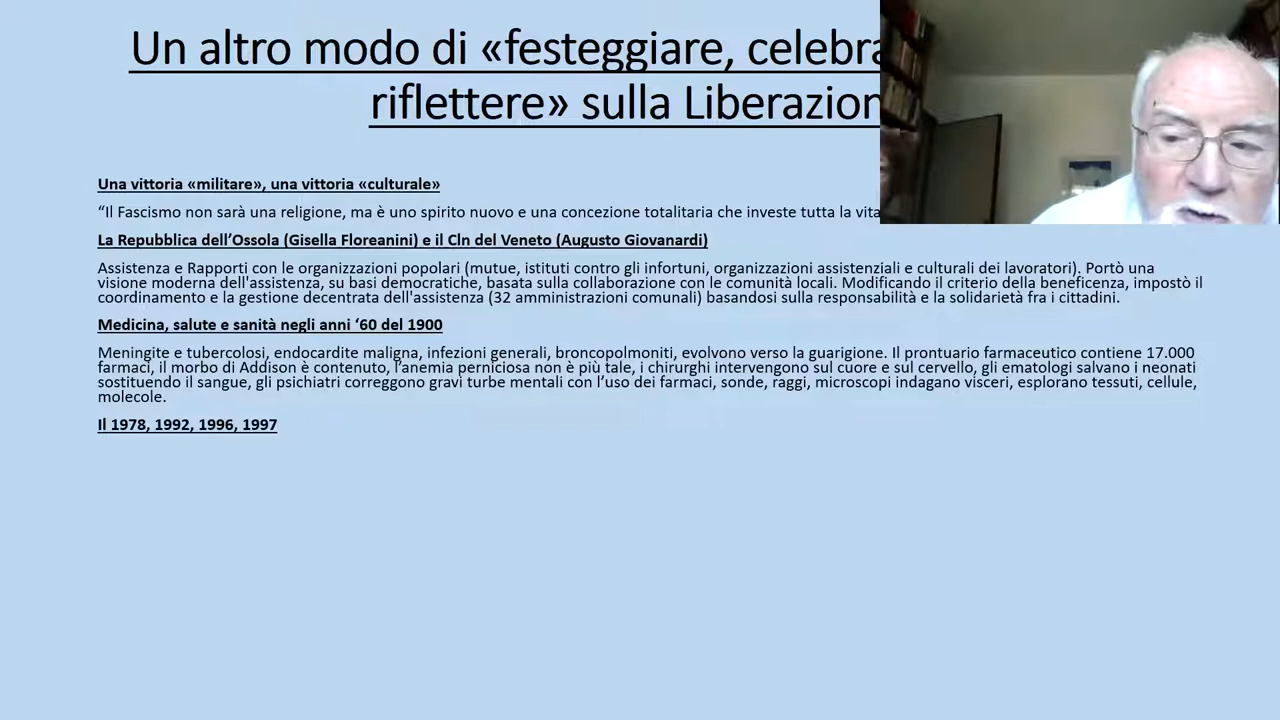 Un altro modo di «festeggiare, celebra
riflettere» sulla Liberazion
Una vittoria «militare», una vittoria «culturale»
“Il Fascismo non sarà una religione, ma è uno spirito nuovo e una concezione totalitaria che investe tutta la vita
La Repubblica dell’Ossola (Gisella Floreanini) e il Cln del Veneto (Augusto Giovanardi)
Assistenza e Rapporti con le organizzazioni popolari (mutue, istituti contro gli infortuni, organizzazioni assistenziali e culturali dei lavoratori). Portò una
visione moderna dell'assistenza, su basi democratiche, basata sulla collaborazione con le comunità locali. Modificando il criterio della beneficenza, impostò il
coordinamento e la gestione decentrata dell'assistenza (32 amministrazioni comunali) basandosi sulla responsabilità e la solidarietà fra i cittadini.
Medicina, salute e sanità negli anni ‘60 del 1900
Meningite e tubercolosi, endocardite maligna, infezioni generali, broncopolmoniti, evolvono verso la guarigione. Il prontuario farmaceutico contiene 17.000
farmaci, il morbo di Addison è contenuto, l’anemia perniciosa non è più tale, i chirurghi intervengono sul cuore e sul cervello, gli ematologi salvano i neonati
sostituendo il sangue, gli psichiatri correggono gravi turbe mentali con l’uso dei farmaci, sonde, raggi, microscopi indagano visceri, esplorano tessuti, cellule,
molecole.
Il 1978, 1992, 1996, 1997